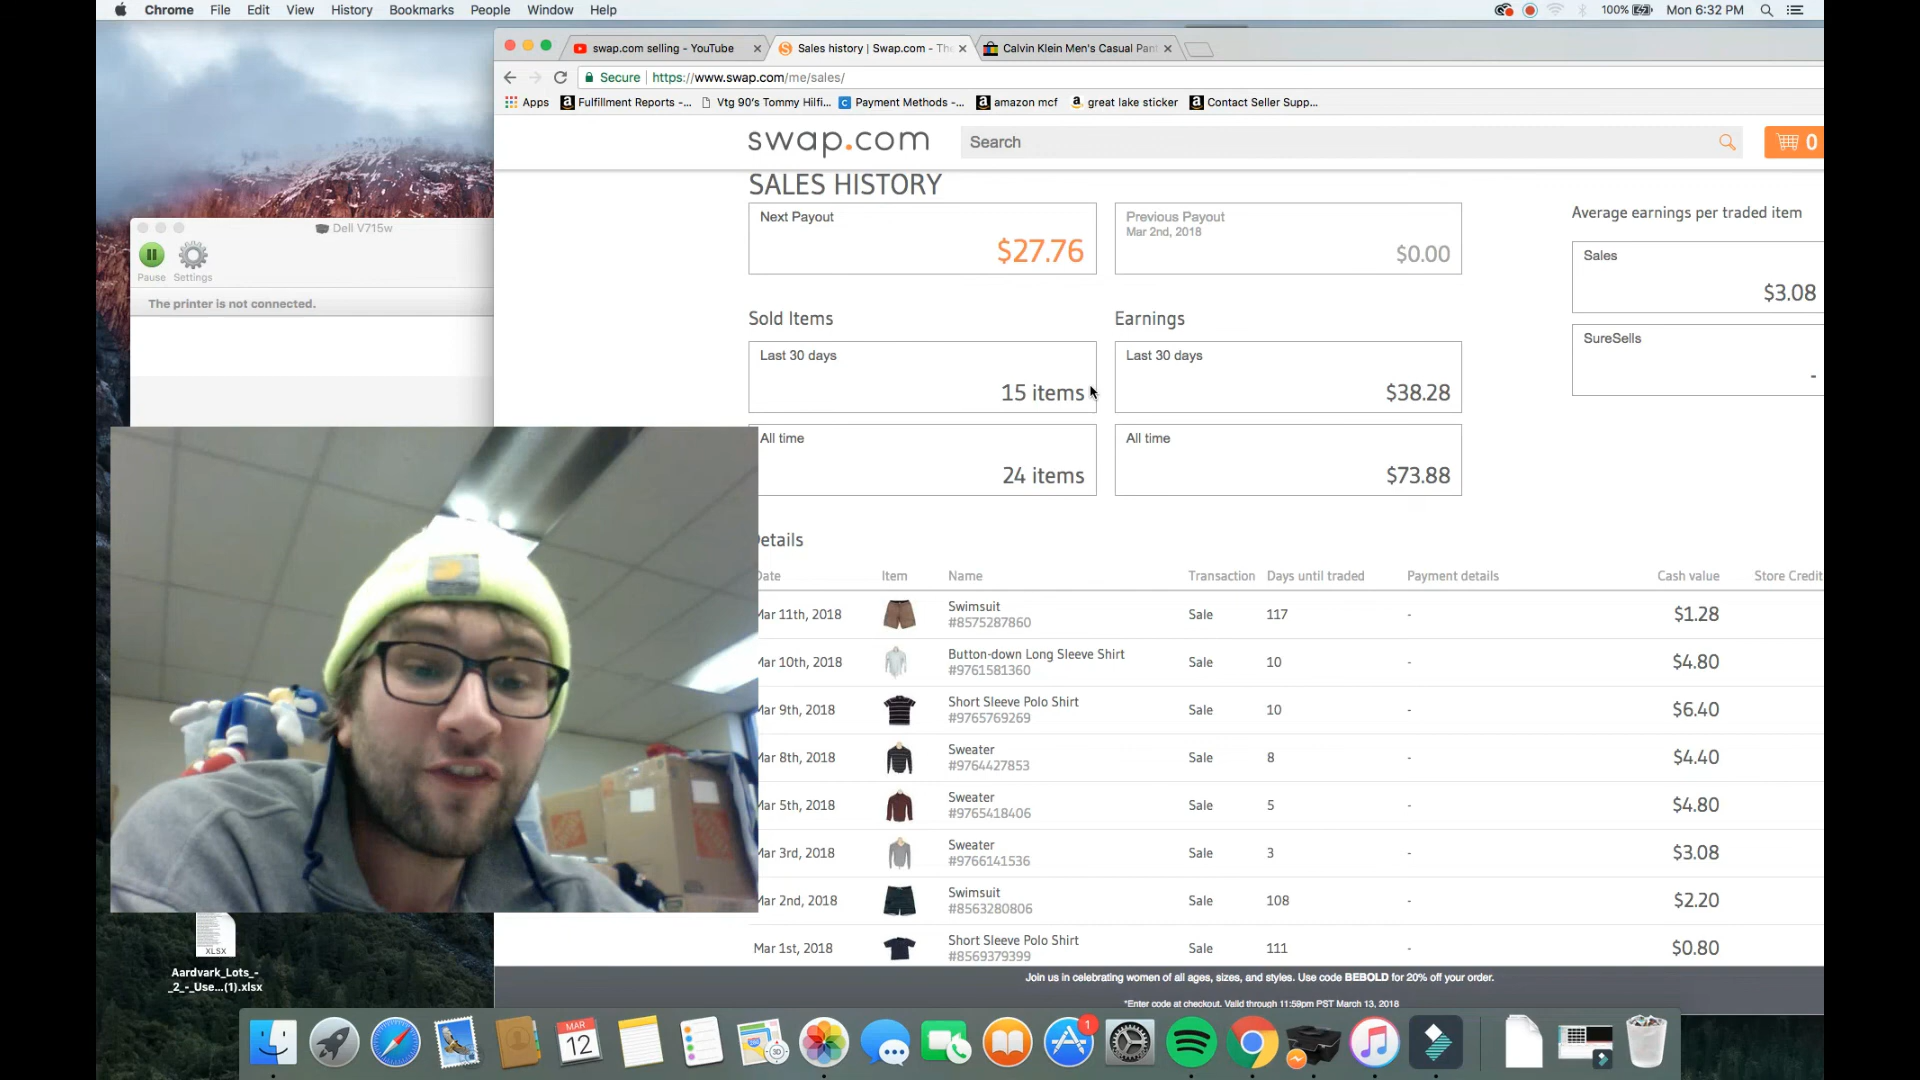 Chrome File Edit View History Bookmarks People Window Help 100% Mon 6:32 PM
swap.com selling - YouTube Sales history | Swap.com - The Calvin Klein Men's Casual Pant
Secure https://www.swap.com/me/sales/
Apps Fulfillment Reports -... Vtg 90's Tommy Hilfi... Payment Methods -... amazon mcf great lake sticker Contact Seller Supp...
swap.com Search 0
SALES HISTORY
Next Payout
$27.76
Previous Payout
Mar 2nd, 2018
$0.00
Average earnings per traded item
Sales
$3.08
SureSells
-
Dell V715w
Pause Settings
The printer is not connected.
Sold Items Earnings
Last 30 days
15 items
Last 30 days
$38.28
All time
24 items
All time
$73.88
Details
Date Item Name Transaction Days until traded Payment details Cash value Store Credit
Mar 11th, 2018 Swimsuit Sale 117 - $1.28
#8575287860
Mar 10th, 2018 Button-down Long Sleeve Shirt Sale 10 - $4.80
#9761581360
Mar 9th, 2018 Short Sleeve Polo Shirt Sale 10 - $6.40
#9765769269
Mar 8th, 2018 Sweater Sale 8 - $4.40
#9764427853
Mar 5th, 2018 Sweater Sale 5 - $4.80
#9765418406
Mar 3rd, 2018 Sweater Sale 3 - $3.08
#9766141536
Mar 2nd, 2018 Swimsuit Sale 108 - $2.20
#8563280806
Mar 1st, 2018 Short Sleeve Polo Shirt Sale 111 - $0.80
#8569379399
Join us in celebrating women of all ages, sizes, and styles. Use code BEBOLD for 20% off your order.
*Enter code at checkout. Valid through 11:59pm PST March 13, 2018
XLSX
Aardvark_Lots_-
_2_-_Use...(1).xlsx
MAR
12
1